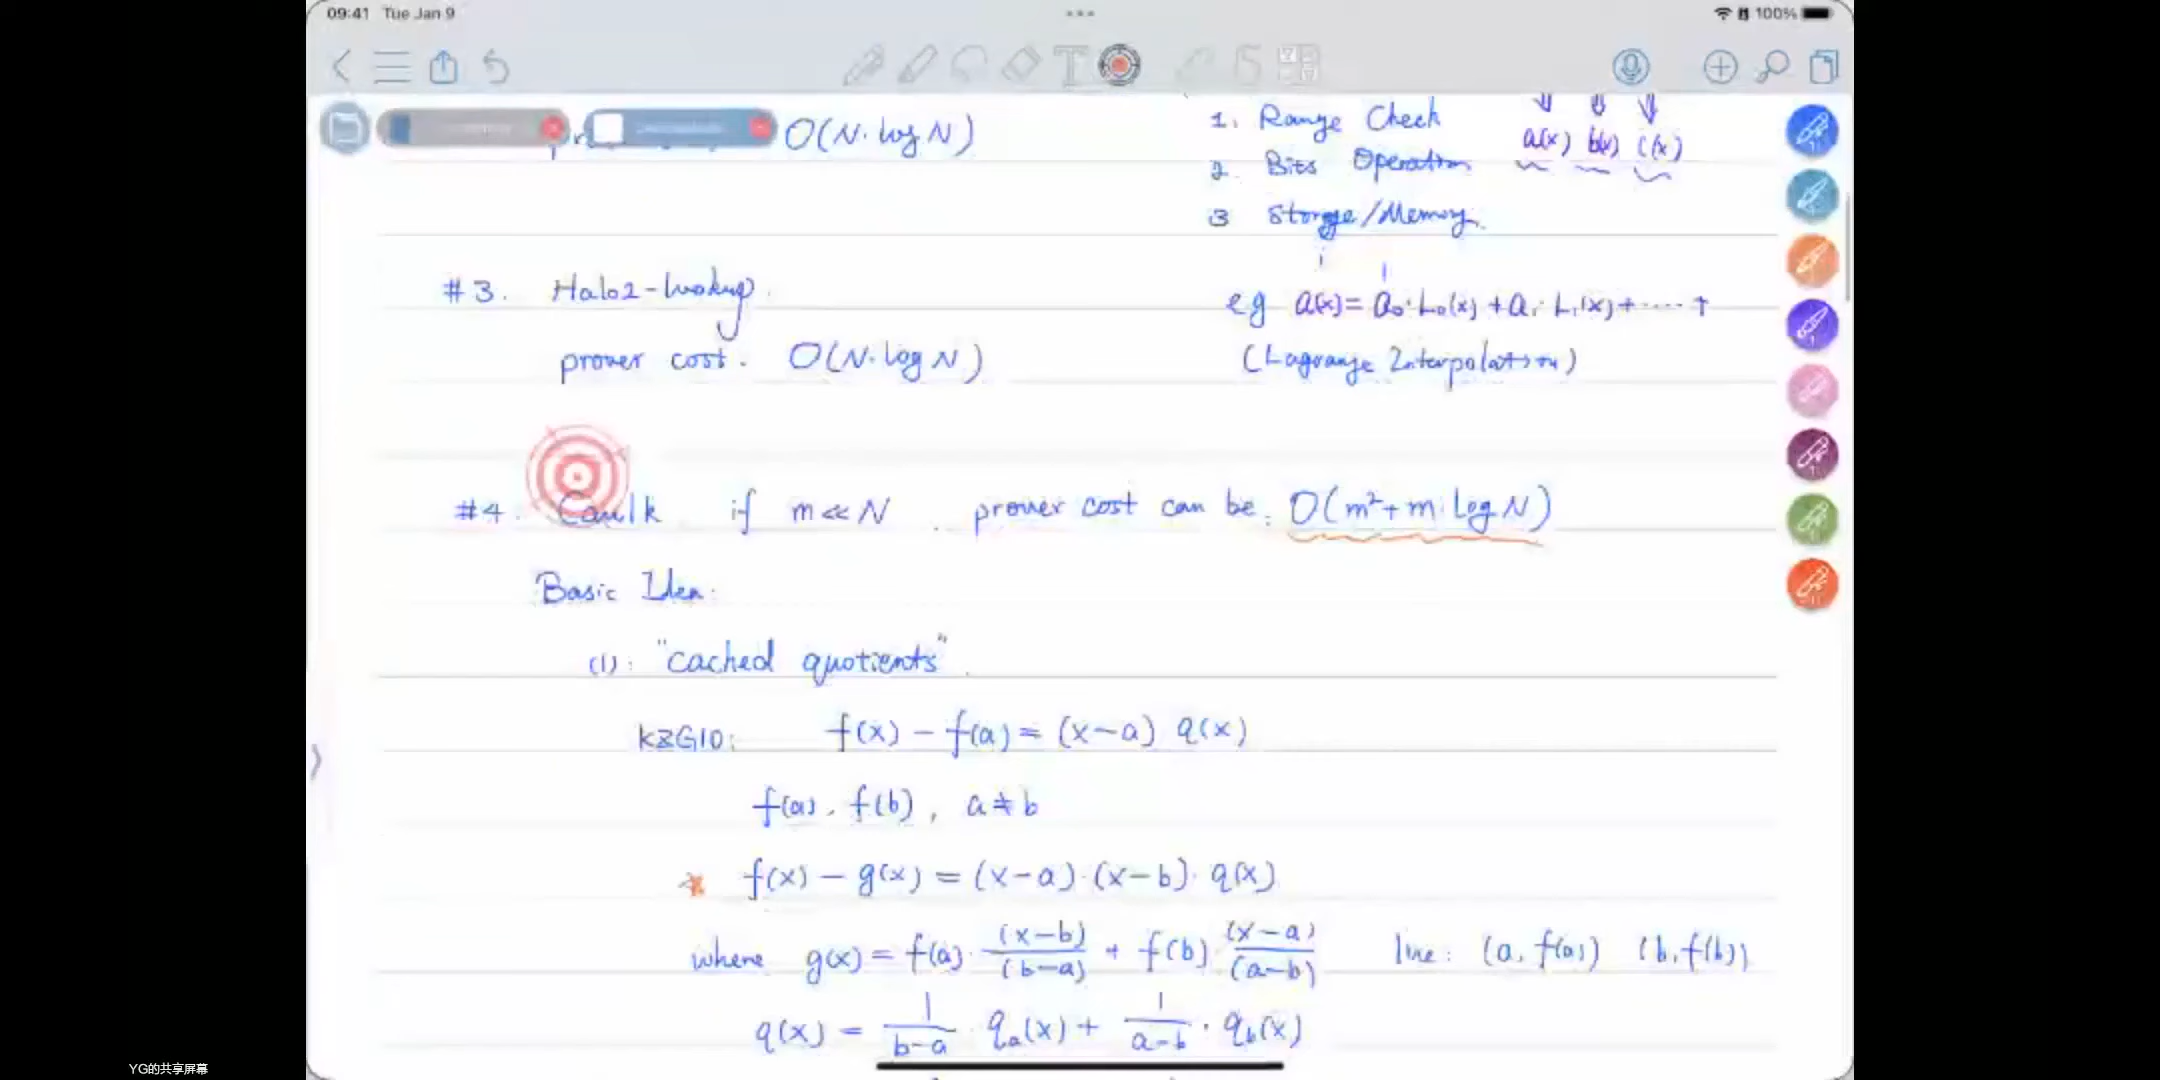 09:41 Tue Jan 9
100%
O(N·log N)
1. Range Check
a(x) b(x) c(x)
2. Bits Operation
3 Storage/Memory
#3. Halo2-lookup.
eg a(x)= a₀·L₀(x) + a₁·L₁(x)+·····+
prover cost. O(N·log N)
(Lagrange Interpolation)
#4. Caulk if m≪N. prover cost can be: O(m²+m·log N)
Basic Idea:
(1): "cached quotients".
KZG10: f(x) − f(a) = (x−a) q(x)
f(a), f(b), a≠b
* f(x) − g(x) = (x−a)·(x−b)·q(x)
where g(x) = f(a)·(x−b)/(b−a) + f(b)·(x−a)/(a−b) line: (a, f(a)) (b, f(b))
q(x) = 1/(b−a)·qₐ(x) + 1/(a−b)·q_b(x)
YG的共享屏幕